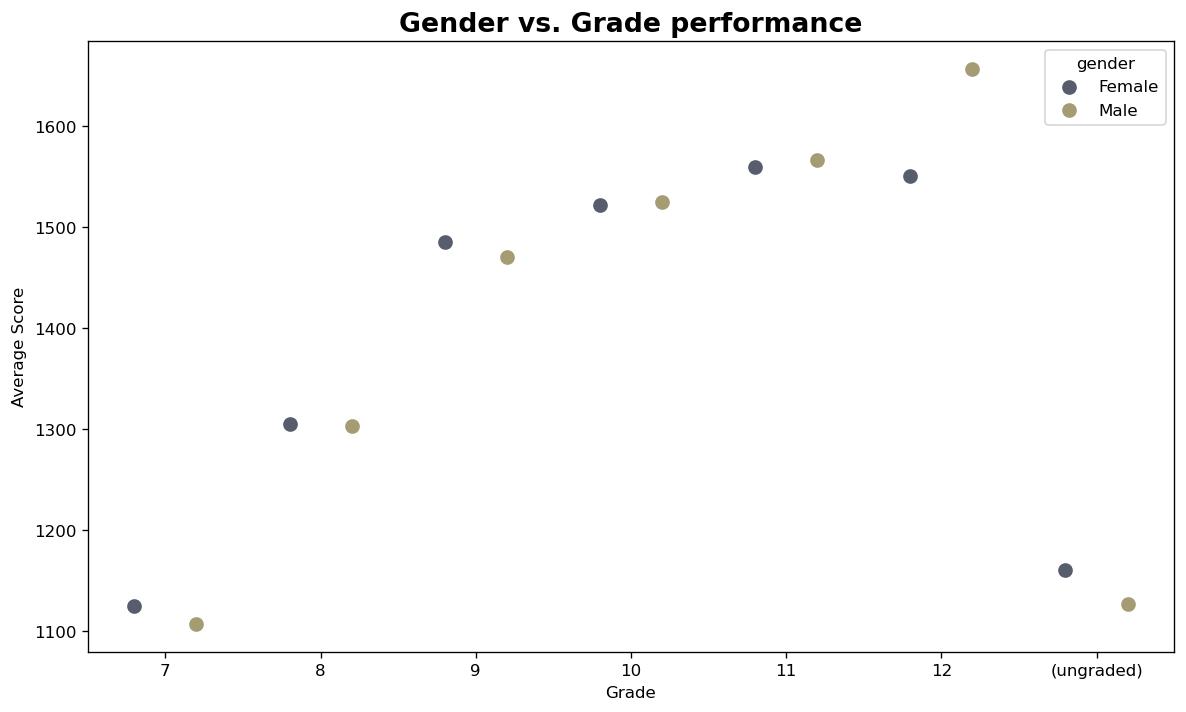 Gender vs. Grade performance
gender
Female
Male
1600
1500
1400
1300
1200
1100
Average Score
7 8 9 10 11 12 (ungraded)
Grade